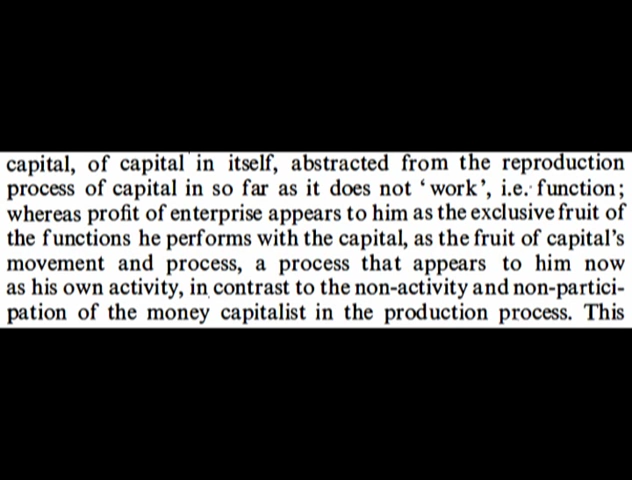 capital, of capital in itself, abstracted from the reproduction
process of capital in so far as it does not ‘work’, i.e. function;
whereas profit of enterprise appears to him as the exclusive fruit of
the functions he performs with the capital, as the fruit of capital’s
movement and process, a process that appears to him now
as his own activity, in contrast to the non-activity and non-partici-
pation of the money capitalist in the production process. This